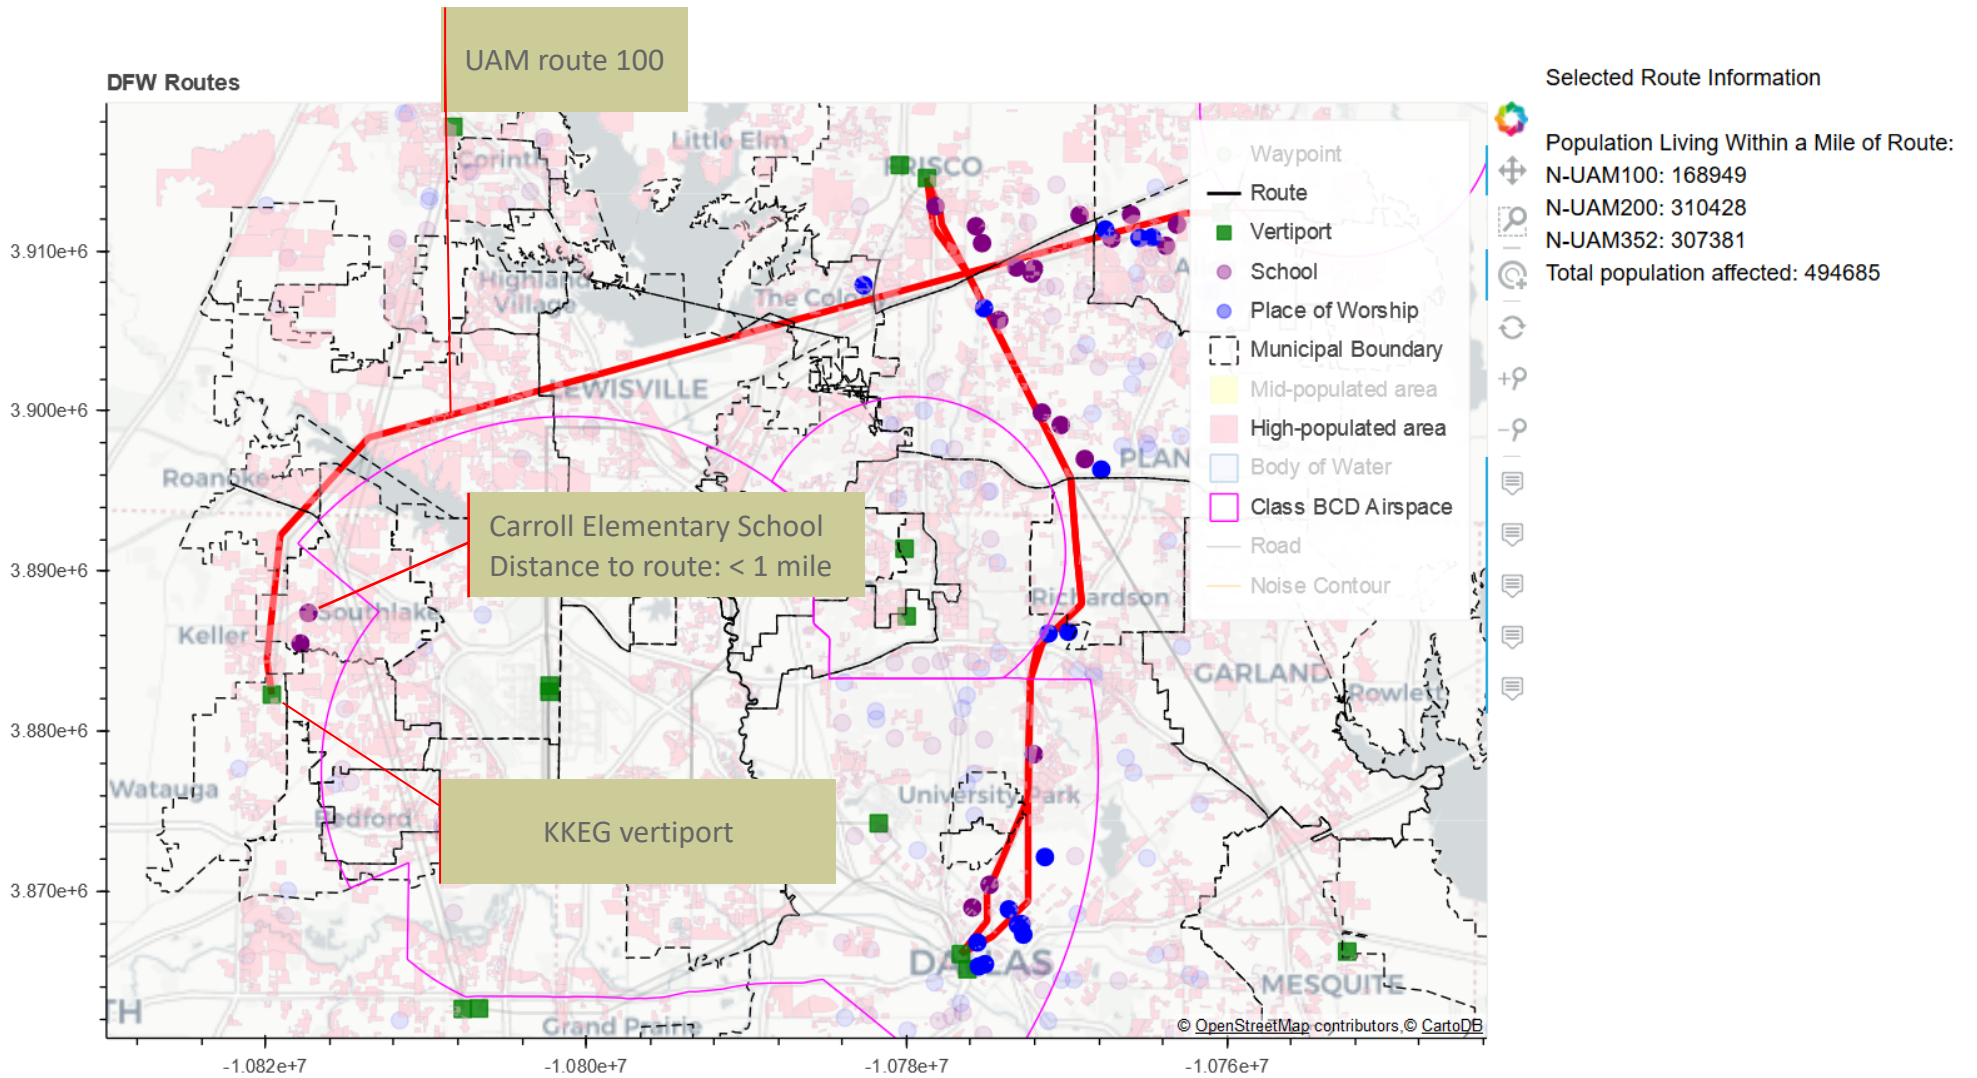 UAM route 100
DFW Routes
Selected Route Information
Population Living Within a Mile of Route:
N-UAM100: 168949
N-UAM200: 310428
N-UAM352: 307381
Total population affected: 494685
Waypoint
Route
Vertiport
School
Place of Worship
Municipal Boundary
Mid-populated area
High-populated area
Body of Water
Class BCD Airspace
Road
Noise Contour
Little Elm
Corinth
FRISCO
Highland
Village
The Colo
LEWISVILLE
Roanoke
PLAN
Carroll Elementary School
Distance to route: < 1 mile
Southlake
Keller
Richardson
GARLAND
Rowlett
Watauga
Bedford
University Park
KKEG vertiport
DALLAS
MESQUITE
TH
Grand Prairie
© OpenStreetMap contributors,© CartoDB
3.910e+6
3.900e+6
3.890e+6
3.880e+6
3.870e+6
-1.082e+7
-1.080e+7
-1.078e+7
-1.076e+7